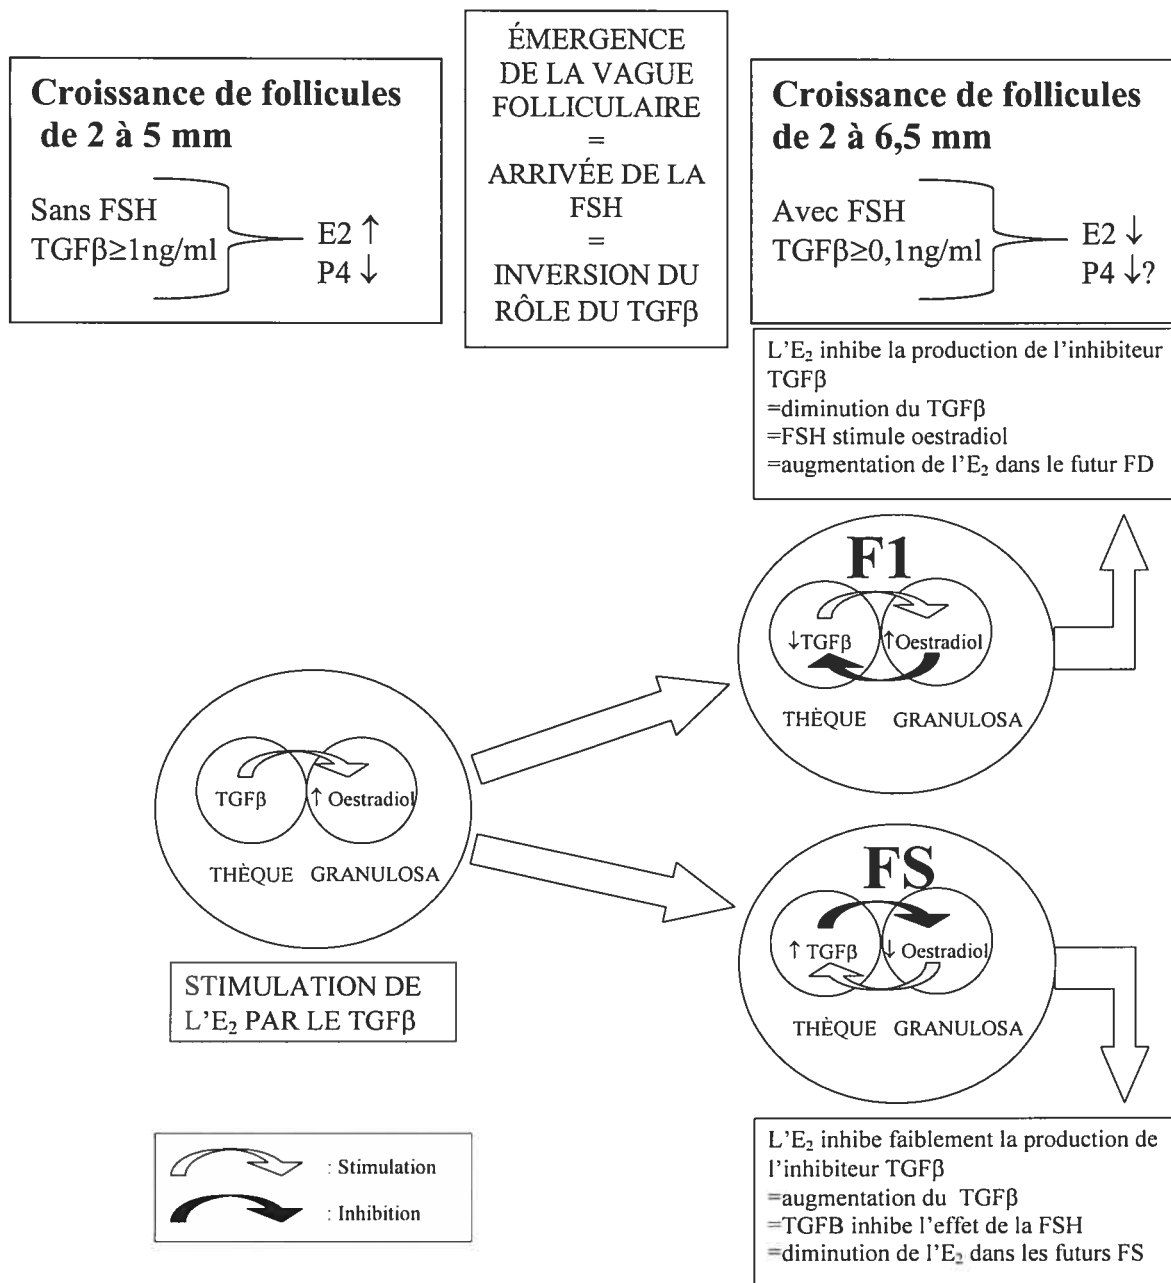 Croissance de follicules
de 2 à 5 mm
Sans FSH
TGFβ≥1ng/ml
E2 ↑
P4 ↓
ÉMERGENCE
DE LA VAGUE
FOLLICULAIRE
=
ARRIVÉE DE LA
FSH
=
INVERSION DU
RÔLE DU TGFβ
Croissance de follicules
de 2 à 6,5 mm
Avec FSH
TGFβ≥0,1ng/ml
E2 ↓
P4 ↓?
L'E₂ inhibe la production de l'inhibiteur
TGFβ
=diminution du TGFβ
=FSH stimule oestradiol
=augmentation de l'E₂ dans le futur FD
F1
↓TGFβ
↑Oestradiol
THÈQUE GRANULOSA
TGFβ
↑ Oestradiol
THÈQUE GRANULOSA
STIMULATION DE
L'E₂ PAR LE TGFβ
FS
↑ TGFβ
↓ Oestradiol
THÈQUE GRANULOSA
: Stimulation
: Inhibition
L'E₂ inhibe faiblement la production de
l'inhibiteur TGFβ
=augmentation du TGFβ
=TGFB inhibe l'effet de la FSH
=diminution de l'E₂ dans les futurs FS